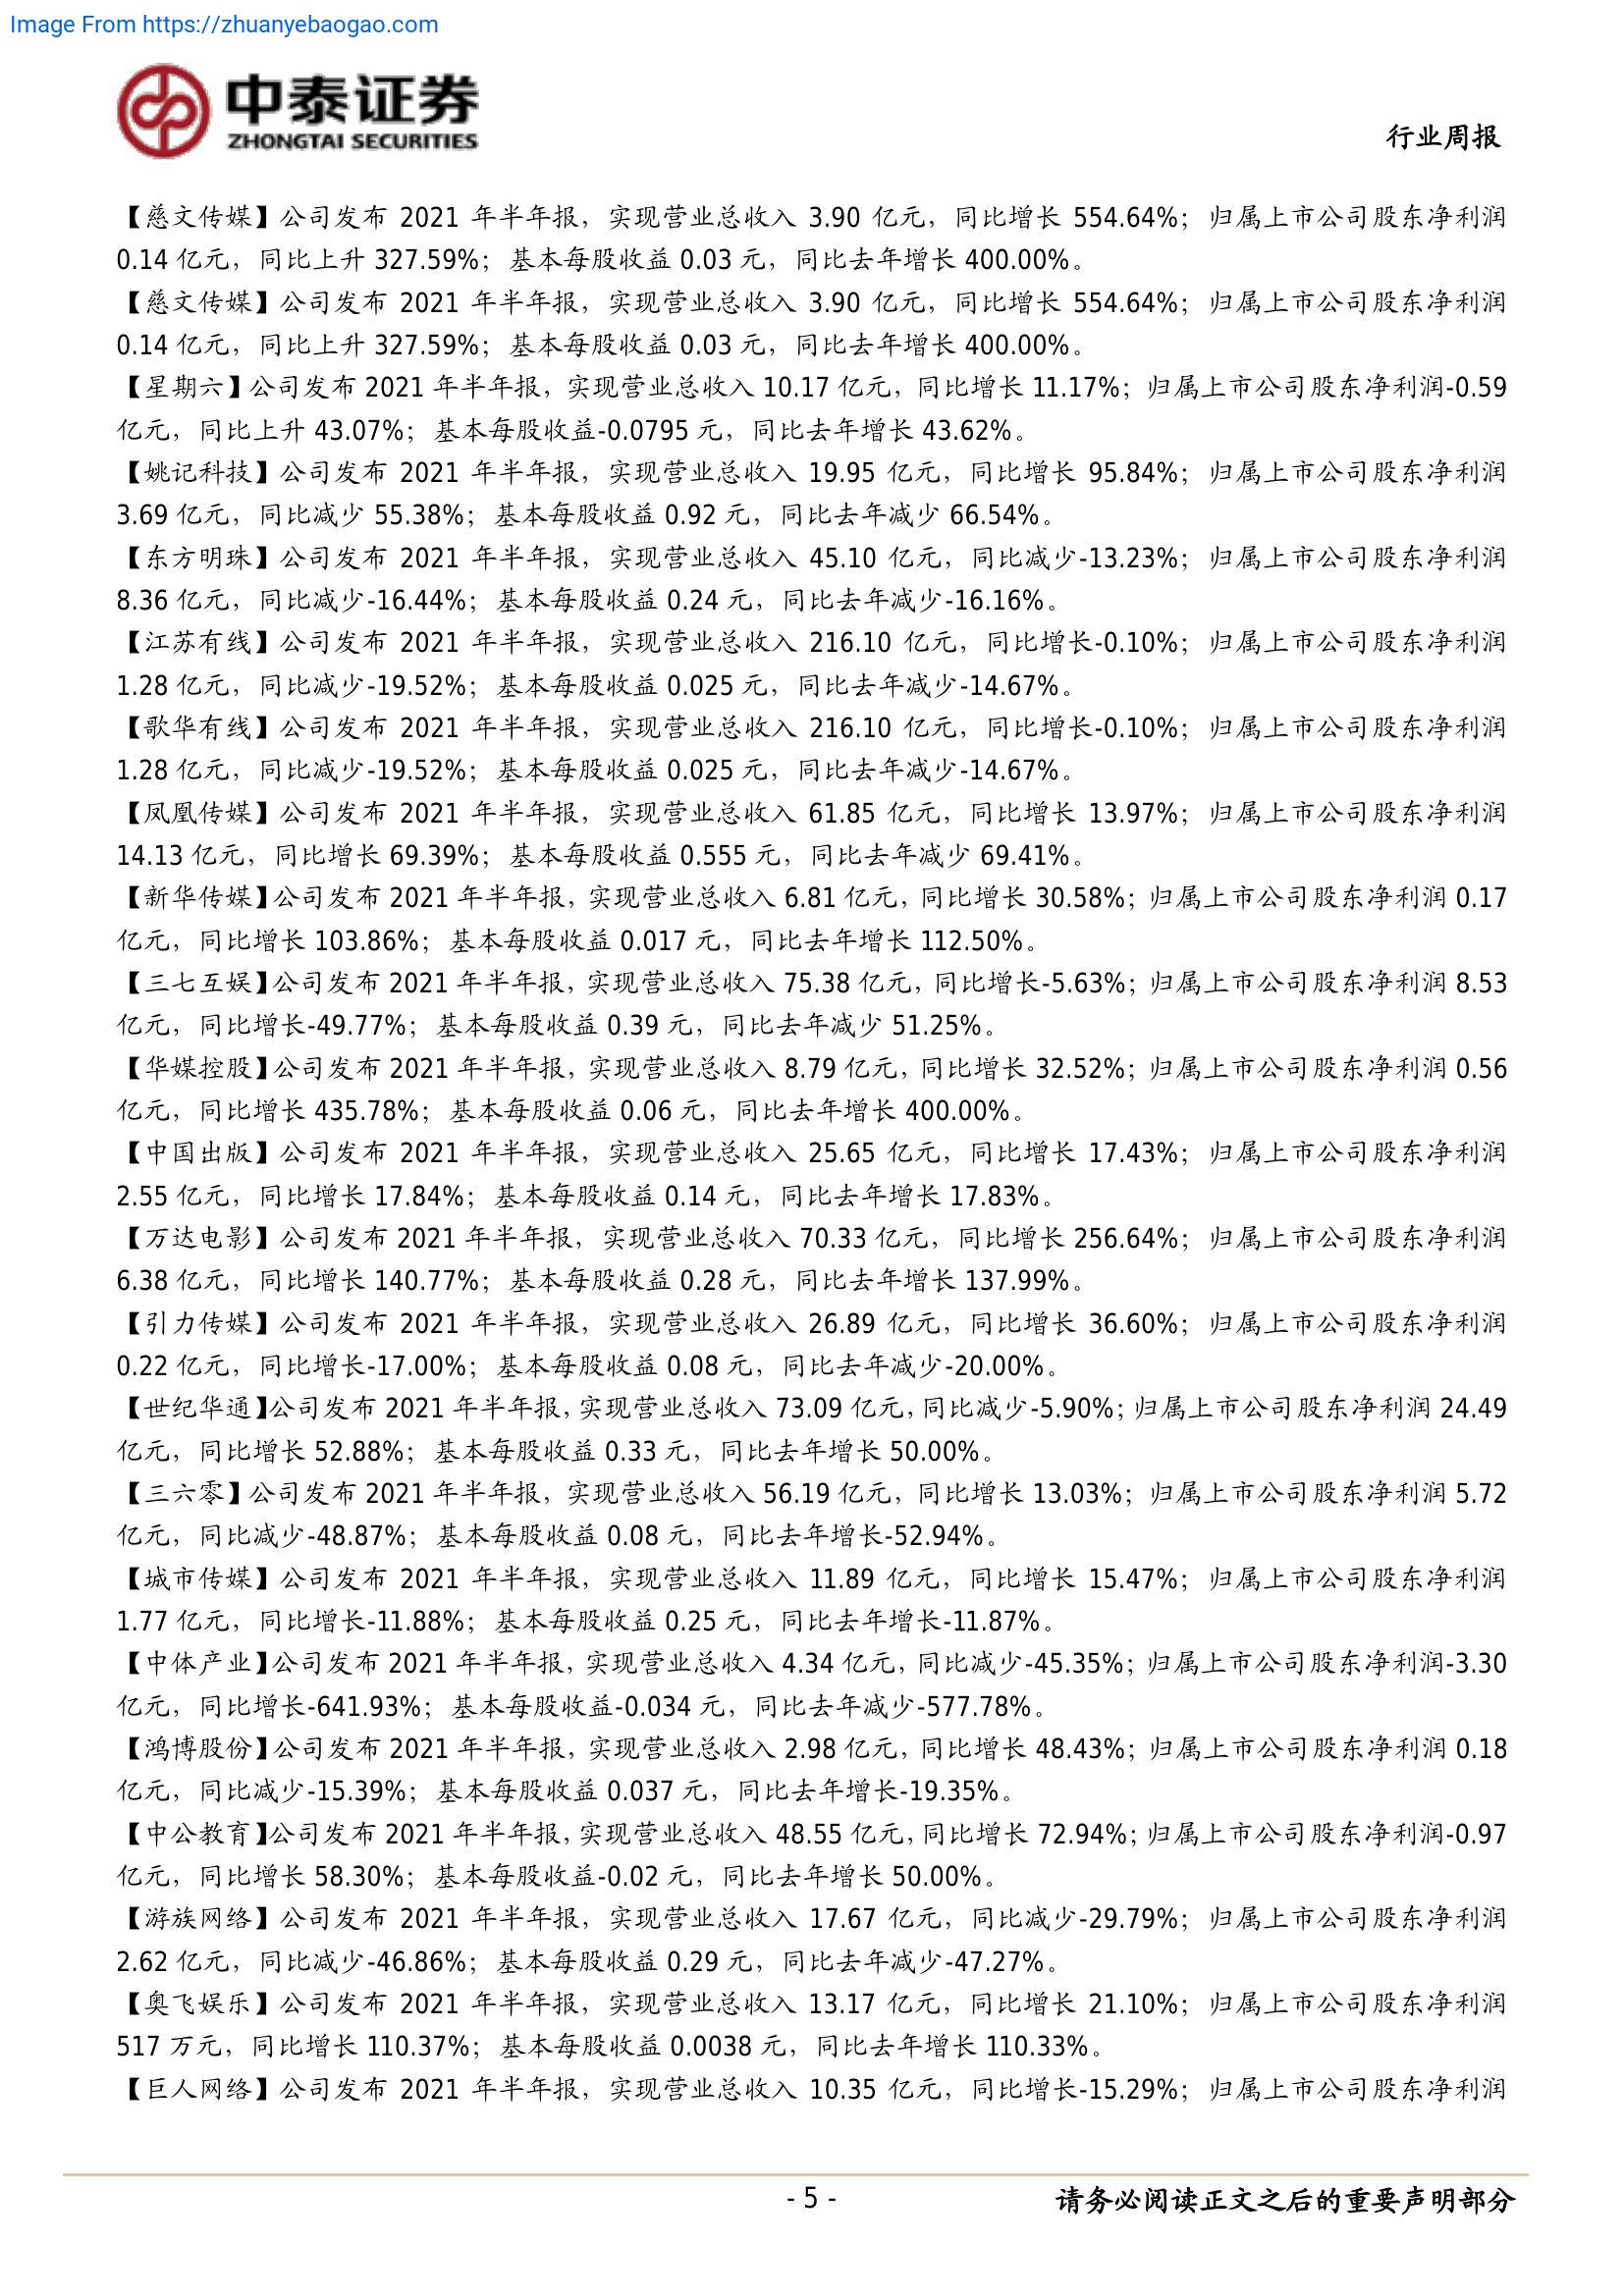 Image From https://zhuanyebaogao.com
中泰证券
ZHONGTAI SECURITIES
行业周报
【慈文传媒】公司发布 2021 年半年报，实现营业总收入 3.90 亿元，同比增长 554.64%；归属上市公司股东净利润
0.14 亿元，同比上升 327.59%；基本每股收益 0.03 元，同比去年增长 400.00%。
【慈文传媒】公司发布 2021 年半年报，实现营业总收入 3.90 亿元，同比增长 554.64%；归属上市公司股东净利润
0.14 亿元，同比上升 327.59%；基本每股收益 0.03 元，同比去年增长 400.00%。
【星期六】公司发布 2021 年半年报，实现营业总收入 10.17 亿元，同比增长 11.17%；归属上市公司股东净利润-0.59
亿元，同比上升 43.07%；基本每股收益-0.0795 元，同比去年增长 43.62%。
【姚记科技】公司发布 2021 年半年报，实现营业总收入 19.95 亿元，同比增长 95.84%；归属上市公司股东净利润
3.69 亿元，同比减少 55.38%；基本每股收益 0.92 元，同比去年减少 66.54%。
【东方明珠】公司发布 2021 年半年报，实现营业总收入 45.10 亿元，同比减少-13.23%；归属上市公司股东净利润
8.36 亿元，同比减少-16.44%；基本每股收益 0.24 元，同比去年减少-16.16%。
【江苏有线】公司发布 2021 年半年报，实现营业总收入 216.10 亿元，同比增长-0.10%；归属上市公司股东净利润
1.28 亿元，同比减少-19.52%；基本每股收益 0.025 元，同比去年减少-14.67%。
【歌华有线】公司发布 2021 年半年报，实现营业总收入 216.10 亿元，同比增长-0.10%；归属上市公司股东净利润
1.28 亿元，同比减少-19.52%；基本每股收益 0.025 元，同比去年减少-14.67%。
【凤凰传媒】公司发布 2021 年半年报，实现营业总收入 61.85 亿元，同比增长 13.97%；归属上市公司股东净利润
14.13 亿元，同比增长 69.39%；基本每股收益 0.555 元，同比去年减少 69.41%。
【新华传媒】公司发布 2021 年半年报，实现营业总收入 6.81 亿元，同比增长 30.58%；归属上市公司股东净利润 0.17
亿元，同比增长 103.86%；基本每股收益 0.017 元，同比去年增长 112.50%。
【三七互娱】公司发布 2021 年半年报，实现营业总收入 75.38 亿元，同比增长-5.63%；归属上市公司股东净利润 8.53
亿元，同比增长-49.77%；基本每股收益 0.39 元，同比去年减少 51.25%。
【华媒控股】公司发布 2021 年半年报，实现营业总收入 8.79 亿元，同比增长 32.52%；归属上市公司股东净利润 0.56
亿元，同比增长 435.78%；基本每股收益 0.06 元，同比去年增长 400.00%。
【中国出版】公司发布 2021 年半年报，实现营业总收入 25.65 亿元，同比增长 17.43%；归属上市公司股东净利润
2.55 亿元，同比增长 17.84%；基本每股收益 0.14 元，同比去年增长 17.83%。
【万达电影】公司发布 2021 年半年报，实现营业总收入 70.33 亿元，同比增长 256.64%；归属上市公司股东净利润
6.38 亿元，同比增长 140.77%；基本每股收益 0.28 元，同比去年增长 137.99%。
【引力传媒】公司发布 2021 年半年报，实现营业总收入 26.89 亿元，同比增长 36.60%；归属上市公司股东净利润
0.22 亿元，同比增长-17.00%；基本每股收益 0.08 元，同比去年减少-20.00%。
【世纪华通】公司发布 2021 年半年报，实现营业总收入 73.09 亿元，同比减少-5.90%；归属上市公司股东净利润 24.49
亿元，同比增长 52.88%；基本每股收益 0.33 元，同比去年增长 50.00%。
【三六零】公司发布 2021 年半年报，实现营业总收入 56.19 亿元，同比增长 13.03%；归属上市公司股东净利润 5.72
亿元，同比减少-48.87%；基本每股收益 0.08 元，同比去年增长-52.94%。
【城市传媒】公司发布 2021 年半年报，实现营业总收入 11.89 亿元，同比增长 15.47%；归属上市公司股东净利润
1.77 亿元，同比增长-11.88%；基本每股收益 0.25 元，同比去年增长-11.87%。
【中体产业】公司发布 2021 年半年报，实现营业总收入 4.34 亿元，同比减少-45.35%；归属上市公司股东净利润-3.30
亿元，同比增长-641.93%；基本每股收益-0.034 元，同比去年减少-577.78%。
【鸿博股份】公司发布 2021 年半年报，实现营业总收入 2.98 亿元，同比增长 48.43%；归属上市公司股东净利润 0.18
亿元，同比减少-15.39%；基本每股收益 0.037 元，同比去年增长-19.35%。
【中公教育】公司发布 2021 年半年报，实现营业总收入 48.55 亿元，同比增长 72.94%；归属上市公司股东净利润-0.97
亿元，同比增长 58.30%；基本每股收益-0.02 元，同比去年增长 50.00%。
【游族网络】公司发布 2021 年半年报，实现营业总收入 17.67 亿元，同比减少-29.79%；归属上市公司股东净利润
2.62 亿元，同比减少-46.86%；基本每股收益 0.29 元，同比去年减少-47.27%。
【奥飞娱乐】公司发布 2021 年半年报，实现营业总收入 13.17 亿元，同比增长 21.10%；归属上市公司股东净利润
517 万元，同比增长 110.37%；基本每股收益 0.0038 元，同比去年增长 110.33%。
【巨人网络】公司发布 2021 年半年报，实现营业总收入 10.35 亿元，同比增长-15.29%；归属上市公司股东净利润
- 5 -
请务必阅读正文之后的重要声明部分